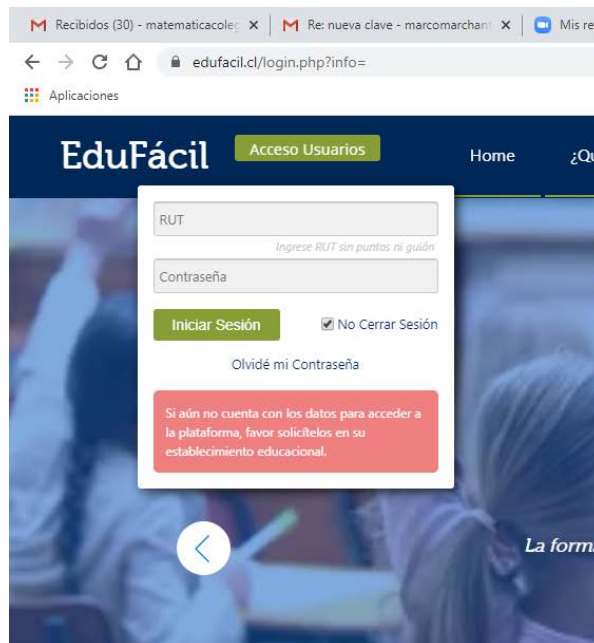 Recibidos (30) - matematicacoleg
Re: nueva clave - marcomarchant
Mis re
edufacil.cl/login.php?info=
Aplicaciones
EduFácil
Acceso Usuarios
Home
¿Qu
RUT
Ingrese RUT sin puntos ni guión
Contraseña
Iniciar Sesión
No Cerrar Sesión
Olvidé mi Contraseña
Si aún no cuenta con los datos para acceder a
la plataforma, favor solicítelos en su
establecimiento educacional.
La forma